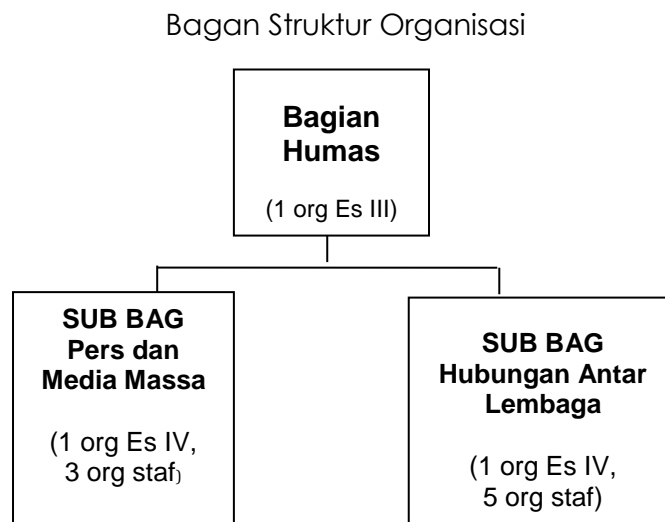 Bagan Struktur Organisasi
Bagian
Humas
(1 org Es III)
SUB BAG
Pers dan
Media Massa
(1 org Es IV,
3 org staf)
SUB BAG
Hubungan Antar
Lembaga
(1 org Es IV,
5 org staf)